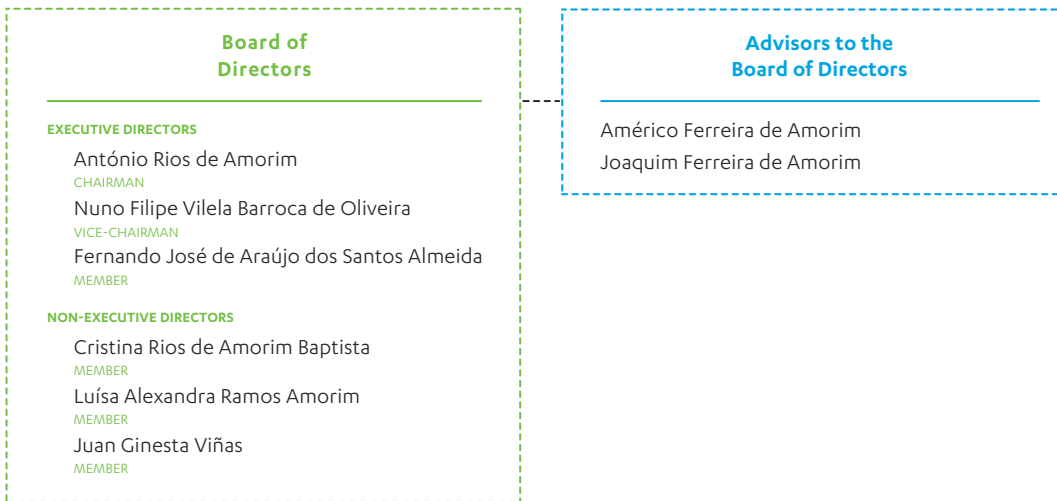 Board of
Directors
EXECUTIVE DIRECTORS
António Rios de Amorim
CHAIRMAN
Nuno Filipe Vilela Barroca de Oliveira
VICE-CHAIRMAN
Fernando José de Araújo dos Santos Almeida
MEMBER
NON-EXECUTIVE DIRECTORS
Cristina Rios de Amorim Baptista
MEMBER
Luísa Alexandra Ramos Amorim
MEMBER
Juan Ginesta Viñas
MEMBER
Advisors to the
Board of Directors
Américo Ferreira de Amorim
Joaquim Ferreira de Amorim